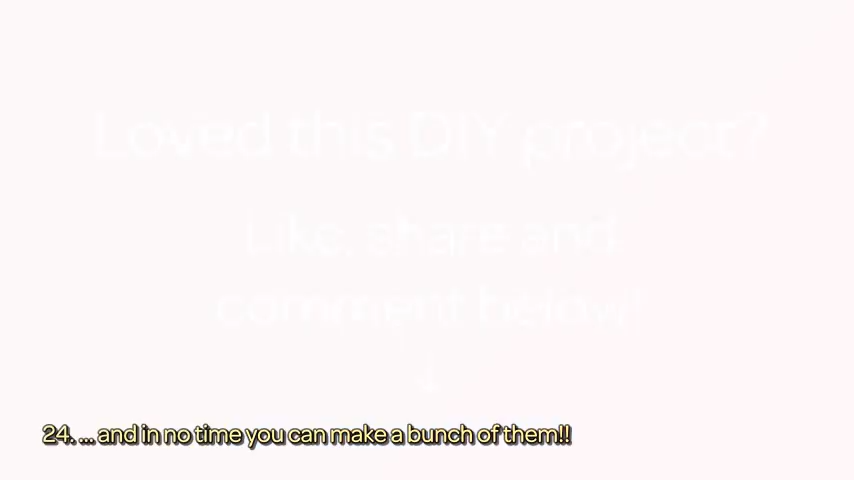 Loved this DIY project?
Like, share and
comment below!
↓
24. ... and in no time you can make a bunch of them!!